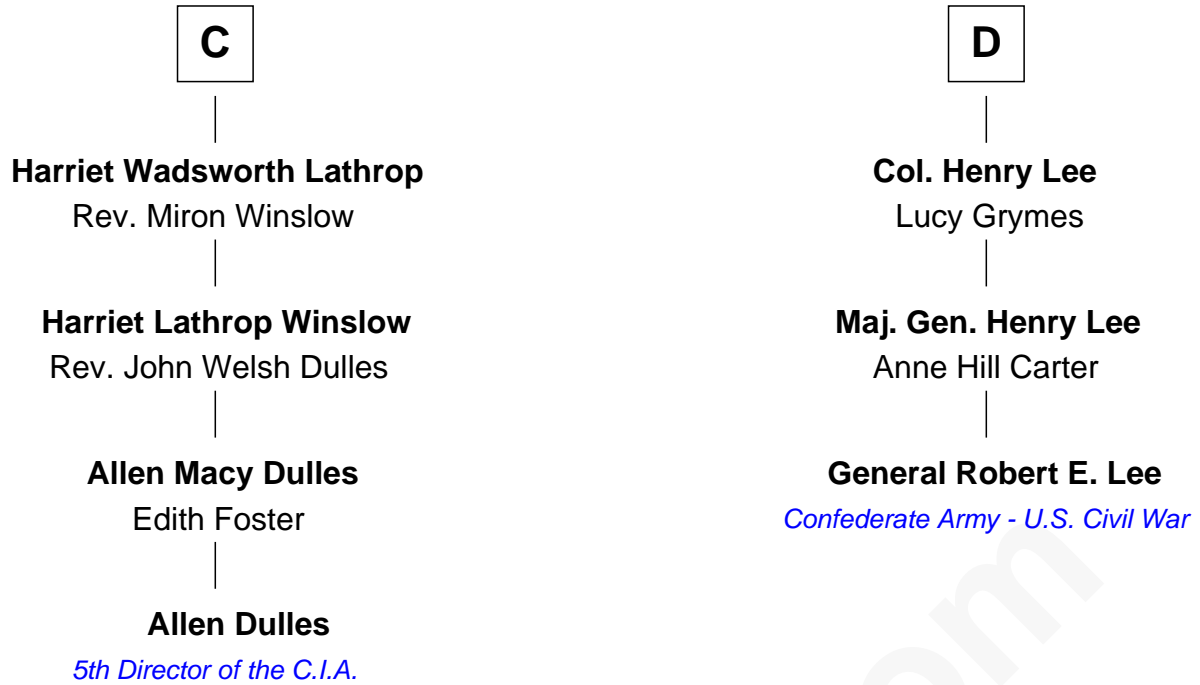 C
Harriet Wadsworth Lathrop
Rev. Miron Winslow
Harriet Lathrop Winslow
Rev. John Welsh Dulles
Allen Macy Dulles
Edith Foster
Allen Dulles
5th Director of the C.I.A.
D
Col. Henry Lee
Lucy Grymes
Maj. Gen. Henry Lee
Anne Hill Carter
General Robert E. Lee
Confederate Army - U.S. Civil War
om